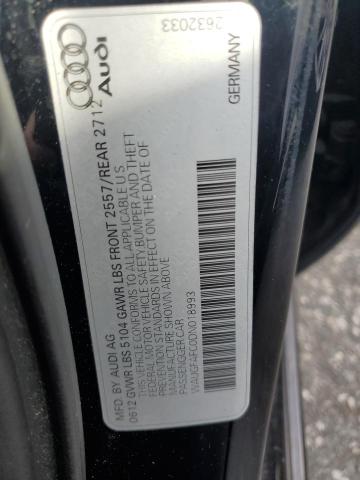 Audi
2632033
GERMANY
MFD. BY AUDI AG
0612 GVWR LBS 5104 GAWR LBS FRONT 2557/REAR 2712
THIS VEHICLE CONFORMS TO ALL APPLICABLE U.S.
FEDERAL MOTOR VEHICLE SAFETY, BUMPER AND THEFT
PREVENTION STANDARDS IN EFFECT ON THE DATE OF
MANUFACTURE SHOWN ABOVE.
PASSENGER CAR
WAUGF4FC0DN018993